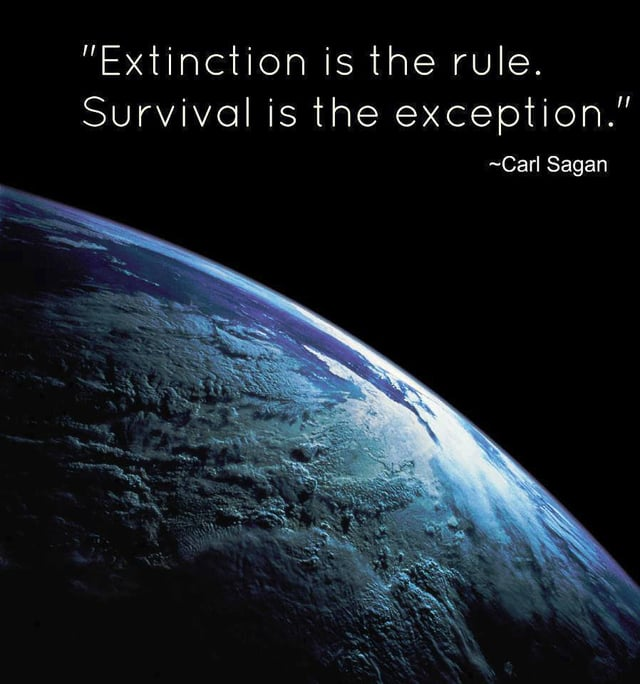 "Extinction is the rule.
Survival is the exception."
~Carl Sagan